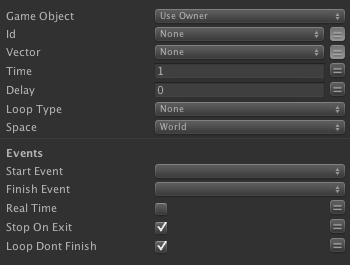 Game Object Use Owner
Id None
Vector None
Time 1
Delay 0
Loop Type None
Space World
Events
Start Event
Finish Event
Real Time
Stop On Exit
Loop Dont Finish